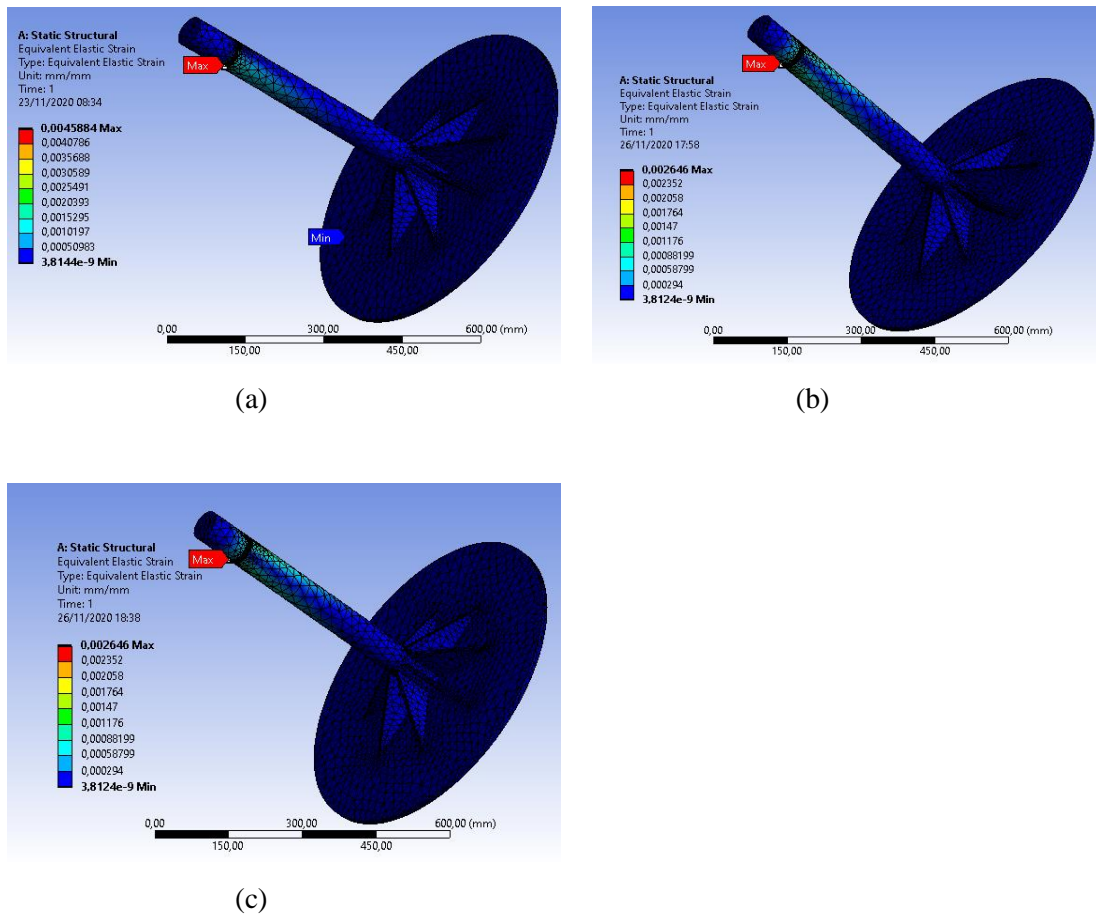 A: Static Structural
Equivalent Elastic Strain
Type: Equivalent Elastic Strain
Unit: mm/mm
Time: 1
23/11/2020 08:34
Max
0,0045884 Max
0,0040786
0,0035688
0,0030589
0,0025491
0,0020393
0,0015295
0,0010197
0,00050983
3,8144e-9 Min
Min
0,00
300,00
600,00 (mm)
150,00
450,00
(a)
A: Static Structural
Equivalent Elastic Strain
Type: Equivalent Elastic Strain
Unit: mm/mm
Time: 1
26/11/2020 17:58
Max
0,002646 Max
0,002352
0,002058
0,001764
0,00147
0,001176
0,00088199
0,00058799
0,000294
3,8124e-9 Min
0,00
300,00
600,00 (mm)
150,00
450,00
(b)
A: Static Structural
Equivalent Elastic Strain
Type: Equivalent Elastic Strain
Unit: mm/mm
Time: 1
26/11/2020 18:38
Max
0,002646 Max
0,002352
0,002058
0,001764
0,00147
0,001176
0,00088199
0,00058799
0,000294
3,8124e-9 Min
0,00
300,00
600,00 (mm)
150,00
450,00
(c)